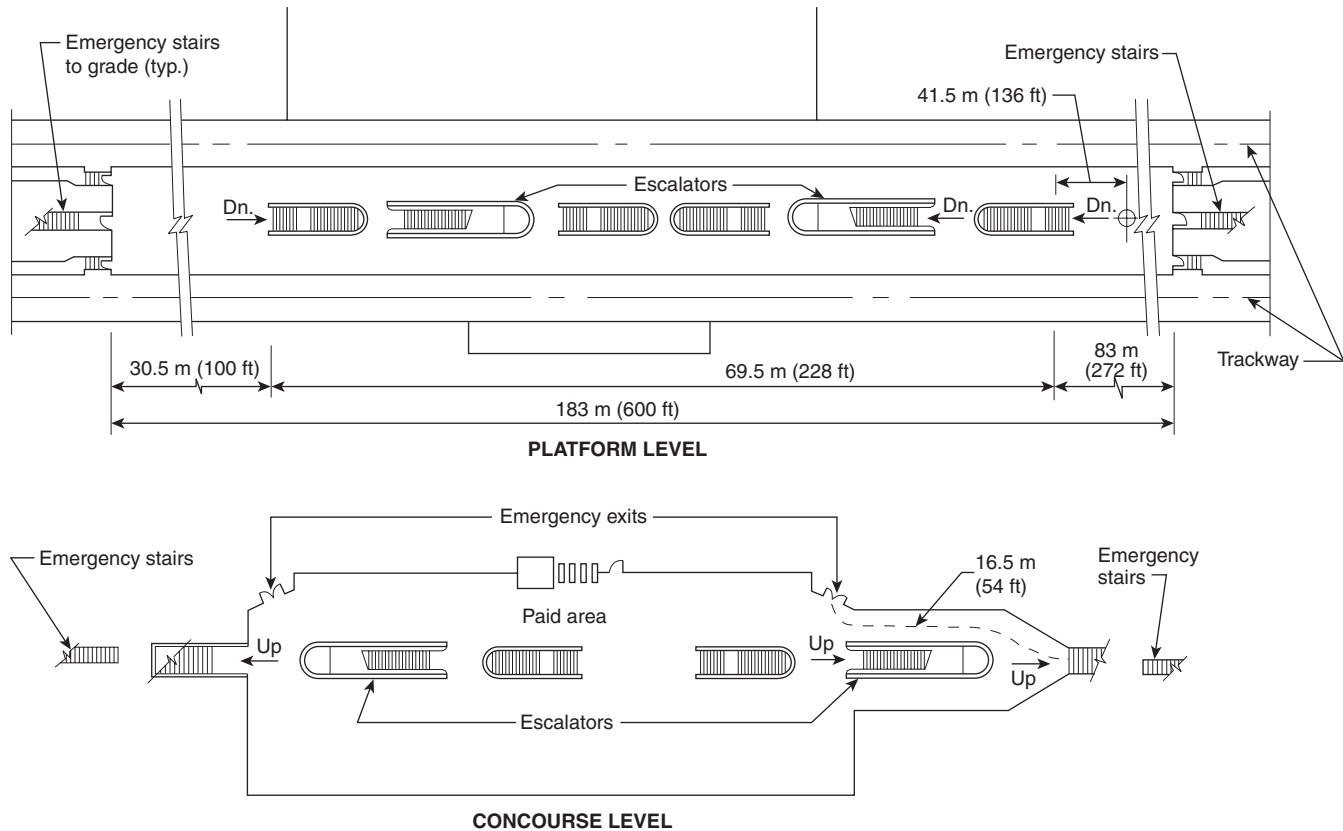 Emergency stairs
to grade (typ.)
Emergency stairs
41.5 m (136 ft)
Escalators
Dn.
Dn.
Dn.
Trackway
30.5 m (100 ft)
69.5 m (228 ft)
83 m
(272 ft)
183 m (600 ft)
PLATFORM LEVEL
Emergency exits
Emergency stairs
16.5 m
(54 ft)
Emergency
stairs
Paid area
Up
Up
Up
Escalators
CONCOURSE LEVEL